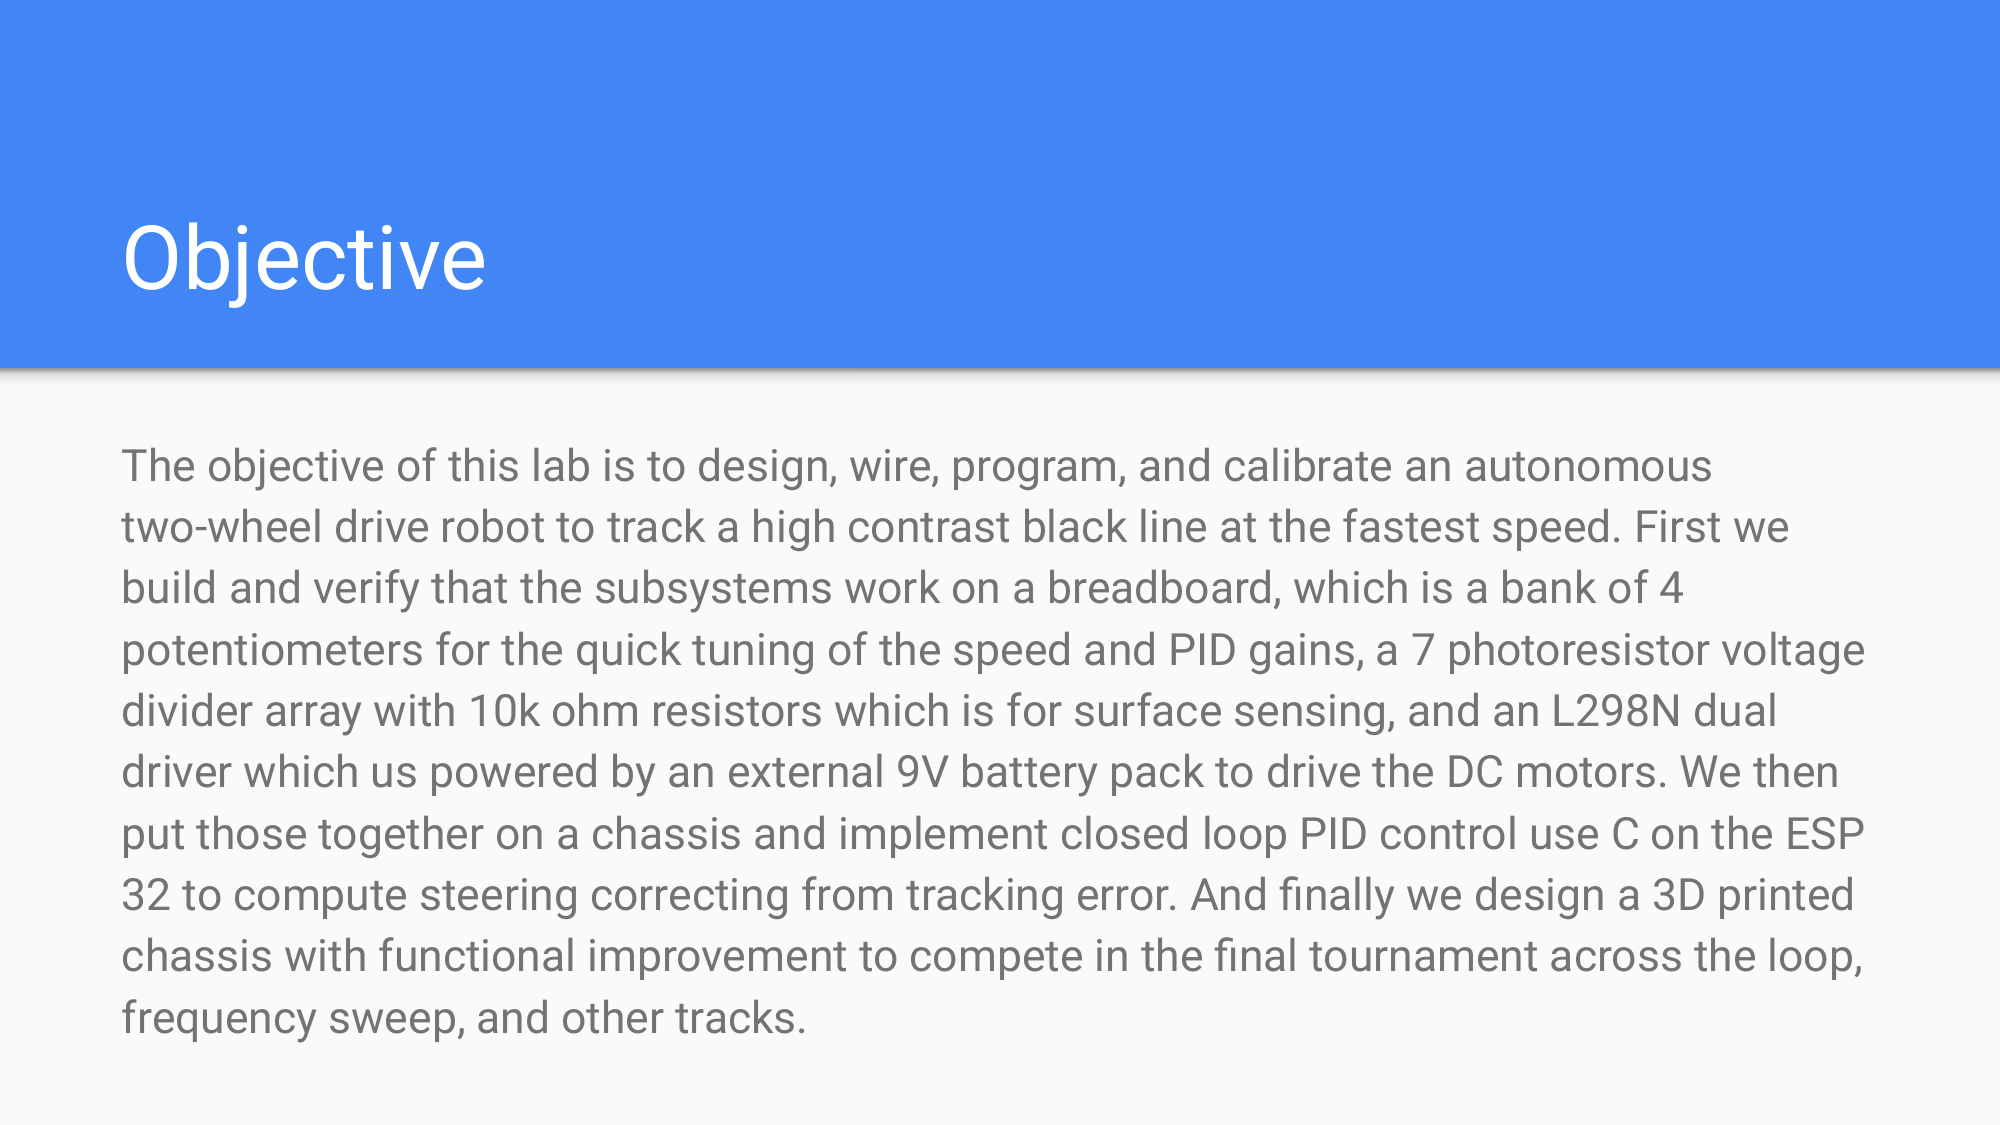 Objective
The objective of this lab is to design, wire, program, and calibrate an autonomous
two-wheel drive robot to track a high contrast black line at the fastest speed. First we
build and verify that the subsystems work on a breadboard, which is a bank of 4
potentiometers for the quick tuning of the speed and PID gains, a 7 photoresistor voltage
divider array with 10k ohm resistors which is for surface sensing, and an L298N dual
driver which us powered by an external 9V battery pack to drive the DC motors. We then
put those together on a chassis and implement closed loop PID control use C on the ESP
32 to compute steering correcting from tracking error. And finally we design a 3D printed
chassis with functional improvement to compete in the final tournament across the loop,
frequency sweep, and other tracks.